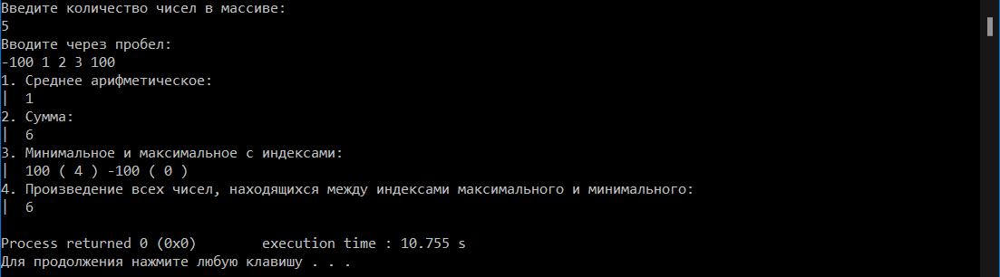 Введите количество чисел в массиве:
5
Вводите через пробел:
-100 1 2 3 100
1. Среднее арифметическое:
|  1
2. Сумма:
|  6
3. Минимальное и максимальное с индексами:
|  100 ( 4 ) -100 ( 0 )
4. Произведение всех чисел, находящихся между индексами максимального и минимального:
|  6
Process returned 0 (0x0)        execution time : 10.755 s
Для продолжения нажмите любую клавишу . . .